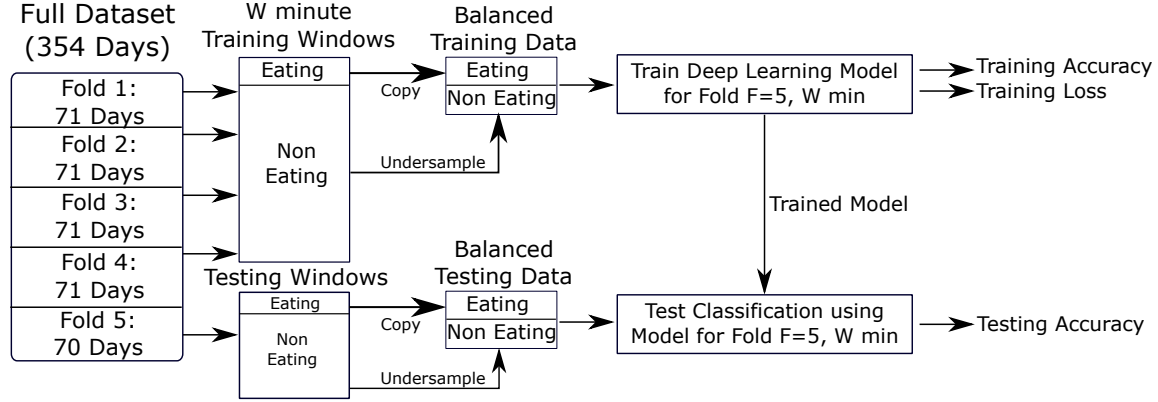 Full Dataset
(354 Days)
Fold 1:
71 Days
Fold 2:
71 Days
Fold 3:
71 Days
Fold 4:
71 Days
Fold 5:
70 Days
W minute
Training Windows
Eating
Non
Eating
Copy
Undersample
Balanced
Training Data
Eating
Non Eating
Train Deep Learning Model
for Fold F=5, W min
Training Accuracy
Training Loss
Trained Model
Testing Windows
Eating
Non
Eating
Copy
Undersample
Balanced
Testing Data
Eating
Non Eating
Test Classification using
Model for Fold F=5, W min
Testing Accuracy